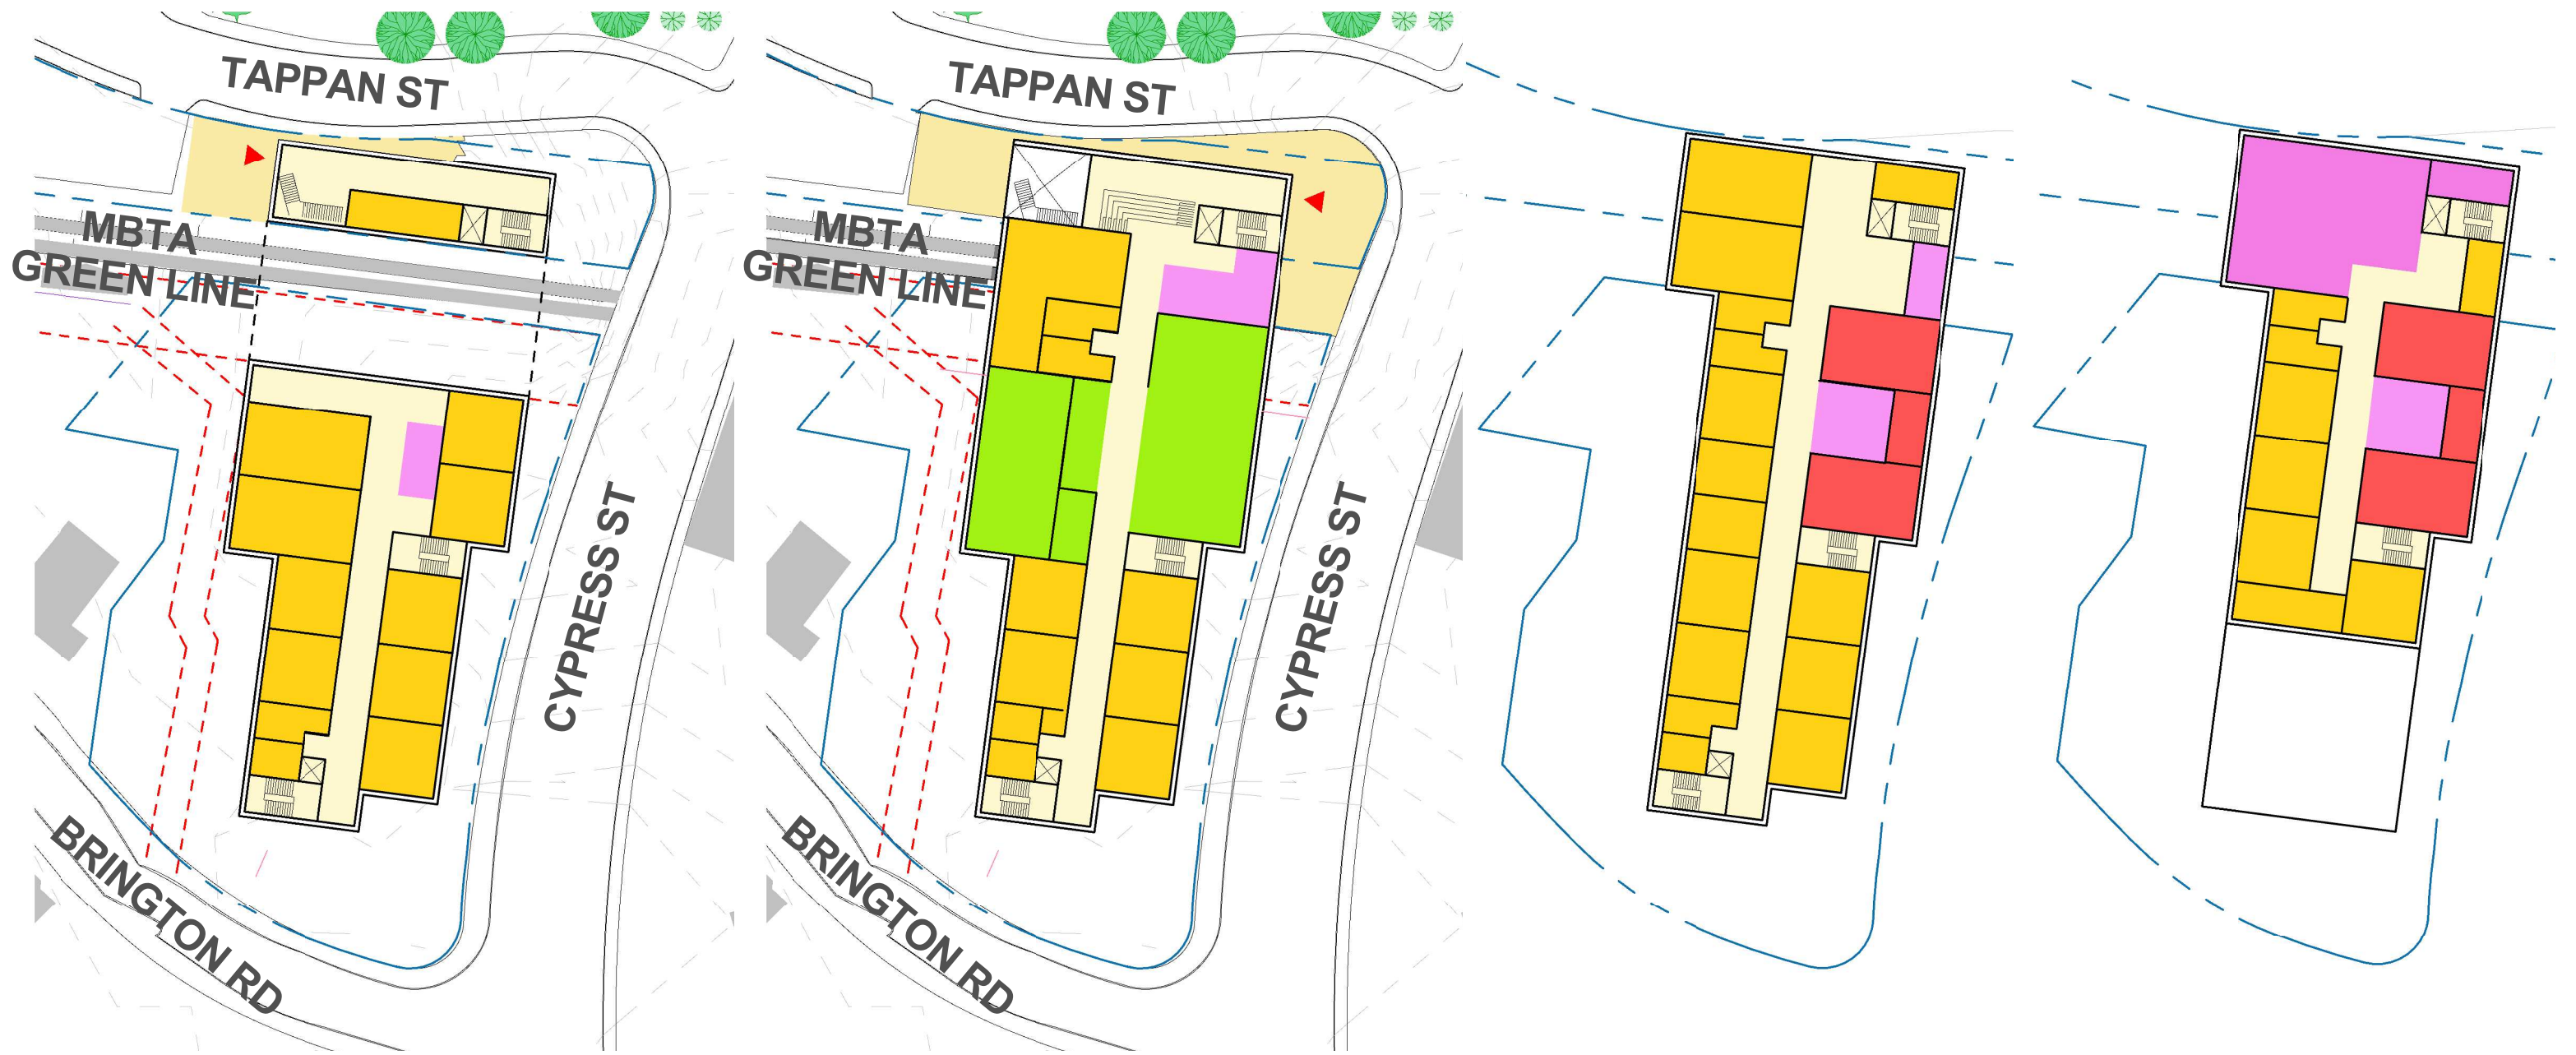 TAPPAN ST
MBTA
GREEN LINE
CYPRESS ST
BRINGTON RD
TAPPAN ST
MBTA
GREEN LINE
CYPRESS ST
BRINGTON RD